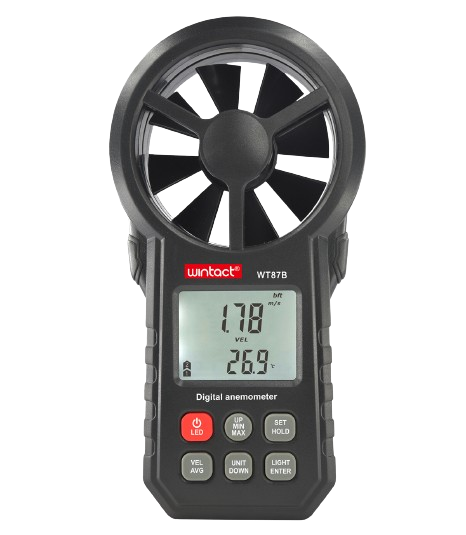 wintact®
WT87B
bft
m/s
1.78
VEL
26.9 °c
Digital anemometer
LED
UP
MIN
MAX
SET
HOLD
VEL
AVG
UNIT
DOWN
LIGHT
ENTER